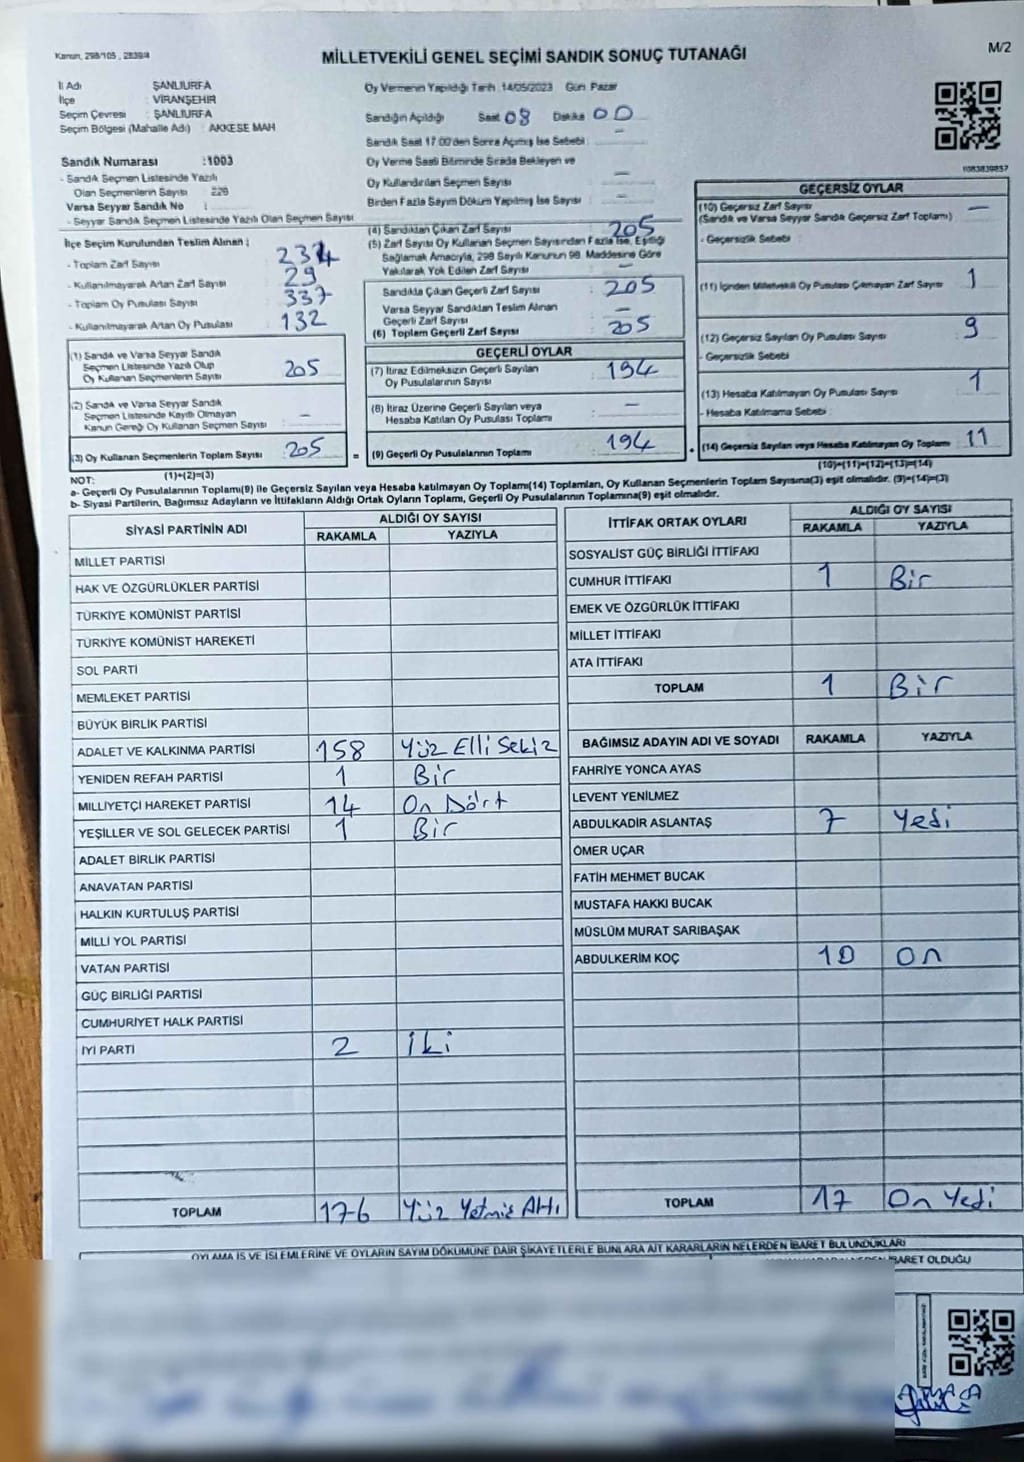 Kanun, 298/105 , 2839/4
MİLLETVEKİLİ GENEL SEÇİMİ SANDIK SONUÇ TUTANAĞI
M/2
İl Adı : ŞANLIURFA
İlçe : VİRANŞEHİR
Seçim Çevresi : ŞANLIURFA
Seçim Bölgesi (Mahalle Adı) : AKKESE MAH
Sandık Numarası :1003
- Sandık Seçmen Listesinde Yazılı
Olan Seçmenlerin Sayısı 228
Varsa Seyyar Sandık No :
- Seyyar Sandık Seçmen Listesinde Yazılı Olan Seçmen Sayısı
Oy Vermenin Yapıldığı Tarih :14/05/2023 Gün: Pazar
Sandığın Açıldığı Saat 08 Dakika 00
Sandık Saat 17:00'den Sonra Açılmış İse Sebebi : —
Oy Verme Saati Bitiminde Sırada Bekleyen ve
Oy Kullandırılan Seçmen Sayısı —
Birden Fazla Sayım Döküm Yapılmış İse Sayısı : —
İlçe Seçim Kurulundan Teslim Alınan ;
- Toplam Zarf Sayısı 234
- Kullanılmayarak Artan Zarf Sayısı 29
- Toplam Oy Pusulası Sayısı 337
- Kullanılmayarak Artan Oy Pusulası 132
(4) Sandıktan Çıkan Zarf Sayısı 205
(5) Zarf Sayısı Oy Kullanan Seçmen Sayısından Fazla İse, Eşitliği
Sağlamak Amacıyla, 298 Sayılı Kanunun 98. Maddesine Göre
Yakılarak Yok Edilen Zarf Sayısı —
Sandıkta Çıkan Geçerli Zarf Sayısı 205
Varsa Seyyar Sandıktan Teslim Alınan
Geçerli Zarf Sayısı —
(6) Toplam Geçerli Zarf Sayısı 205
10383839857
GEÇERSİZ OYLAR
(10) Geçersiz Zarf Sayısı —
(Sandık ve Varsa Seyyar Sandık Geçersiz Zarf Toplamı)
- Geçersizlik Sebebi :
(11) İçinden Milletvekili Oy Pusulası Çıkmayan Zarf Sayısı 1
(12) Geçersiz Sayılan Oy Pusulası Sayısı 9
- Geçersizlik Sebebi
(13) Hesaba Katılmayan Oy Pusulası Sayısı 1
- Hesaba Katılmama Sebebi :
(14) Geçersiz Sayılan veya Hesaba Katılmayan Oy Toplamı 11
(10)+(11)+(12)+(13)=(14)
(1) Sandık ve Varsa Seyyar Sandık
Seçmen Listesinde Yazılı Olup
Oy Kullanan Seçmenlerin Sayısı 205
(2) Sandık ve Varsa Seyyar Sandık
Seçmen Listesinde Kayıtlı Olmayan
Kanun Gereği Oy Kullanan Seçmen Sayısı : —
(3) Oy Kullanan Seçmenlerin Toplam Sayısı 205
(1)+(2)=(3)
GEÇERLİ OYLAR
(7) İtiraz Edilmeksizin Geçerli Sayılan
Oy Pusulalarının Sayısı 194
(8) İtiraz Üzerine Geçerli Sayılan veya
Hesaba Katılan Oy Pusulası Toplamı —
(9) Geçerli Oy Pusulalarının Toplamı 194
NOT:
a- Geçerli Oy Pusulalarının Toplamı(9) ile Geçersiz Sayılan veya Hesaba katılmayan Oy Toplamı(14) Toplamları, Oy Kullanan Seçmenlerin Toplam Sayısına(3) eşit olmalıdır. (9)+(14)=(3)
b- Siyasi Partilerin, Bağımsız Adayların ve İttifakların Aldığı Ortak Oyların Toplamı, Geçerli Oy Pusulalarının Toplamına(9) eşit olmalıdır.
SİYASİ PARTİNİN ADI ALDIĞI OY SAYISI
RAKAMLA YAZIYLA
MİLLET PARTİSİ
HAK VE ÖZGÜRLÜKLER PARTİSİ
TÜRKİYE KOMÜNİST PARTİSİ
TÜRKİYE KOMÜNİST HAREKETİ
SOL PARTİ
MEMLEKET PARTİSİ
BÜYÜK BİRLİK PARTİSİ
ADALET VE KALKINMA PARTİSİ 158 Yüz Elli Sekiz
YENİDEN REFAH PARTİSİ 1 Bir
MİLLİYETÇİ HAREKET PARTİSİ 14 On Dört
YEŞİLLER VE SOL GELECEK PARTİSİ 1 Bir
ADALET BİRLİK PARTİSİ
ANAVATAN PARTİSİ
HALKIN KURTULUŞ PARTİSİ
MİLLİ YOL PARTİSİ
VATAN PARTİSİ
GÜÇ BİRLİĞİ PARTİSİ
CUMHURİYET HALK PARTİSİ
İYİ PARTİ 2 İki
TOPLAM 176 Yüz Yetmiş Altı
İTTİFAK ORTAK OYLARI ALDIĞI OY SAYISI
RAKAMLA YAZIYLA
SOSYALİST GÜÇ BİRLİĞİ İTTİFAKI
CUMHUR İTTİFAKI 1 Bir
EMEK VE ÖZGÜRLÜK İTTİFAKI
MİLLET İTTİFAKI
ATA İTTİFAKI
TOPLAM 1 Bir
BAĞIMSIZ ADAYIN ADI VE SOYADI RAKAMLA YAZIYLA
FAHRİYE YONCA AYAS
LEVENT YENİLMEZ
ABDULKADİR ASLANTAŞ 7 Yedi
ÖMER UÇAR
FATİH MEHMET BUCAK
MUSTAFA HAKKI BUCAK
MÜSLÜM MURAT SARIBAŞAK
ABDULKERİM KOÇ 10 On
TOPLAM 17 On Yedi
OYLAMA İŞ VE İŞLEMLERİNE VE OYLARIN SAYIM DÖKÜMÜNE DAİR ŞİKAYETLERLE BUNLARA AİT KARARLARIN NELERDEN İBARET BULUNDUKLARI
İBARET OLDUĞU